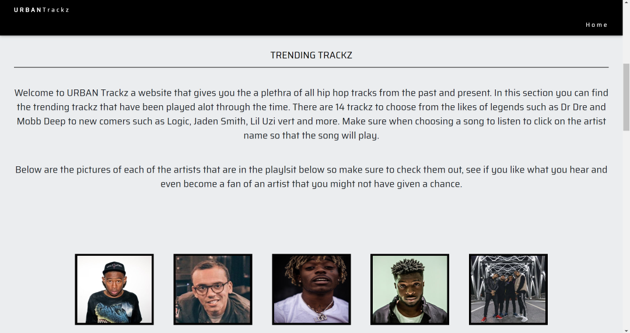 URBANTrackz
Home
TRENDING TRACKZ
Welcome to URBAN Trackz a website that gives you the a plethra of all hip hop tracks from the past and present. In this section you can find
the trending trackz that have been played alot through the time. There are 14 trackz to choose from the likes of legends such as Dr Dre and
Mobb Deep to new comers such as Logic, Jaden Smith, Lil Uzi vert and more. Make sure when choosing a song to listen to click on the artist
name so that the song will play.
Below are the pictures of each of the artists that are in the playlsit below so make sure to check them out, see if you like what you hear and
even become a fan of an artist that you might not have given a chance.